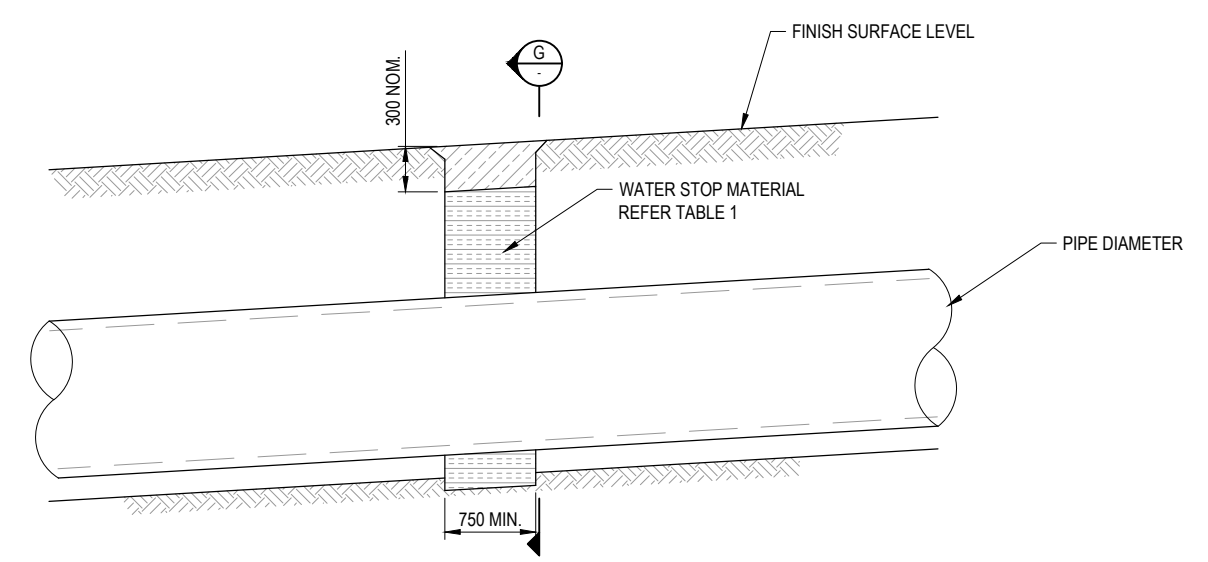 FINISH SURFACE LEVEL
G
-
300 NOM.
WATER STOP MATERIAL
REFER TABLE 1
PIPE DIAMETER
750 MIN.